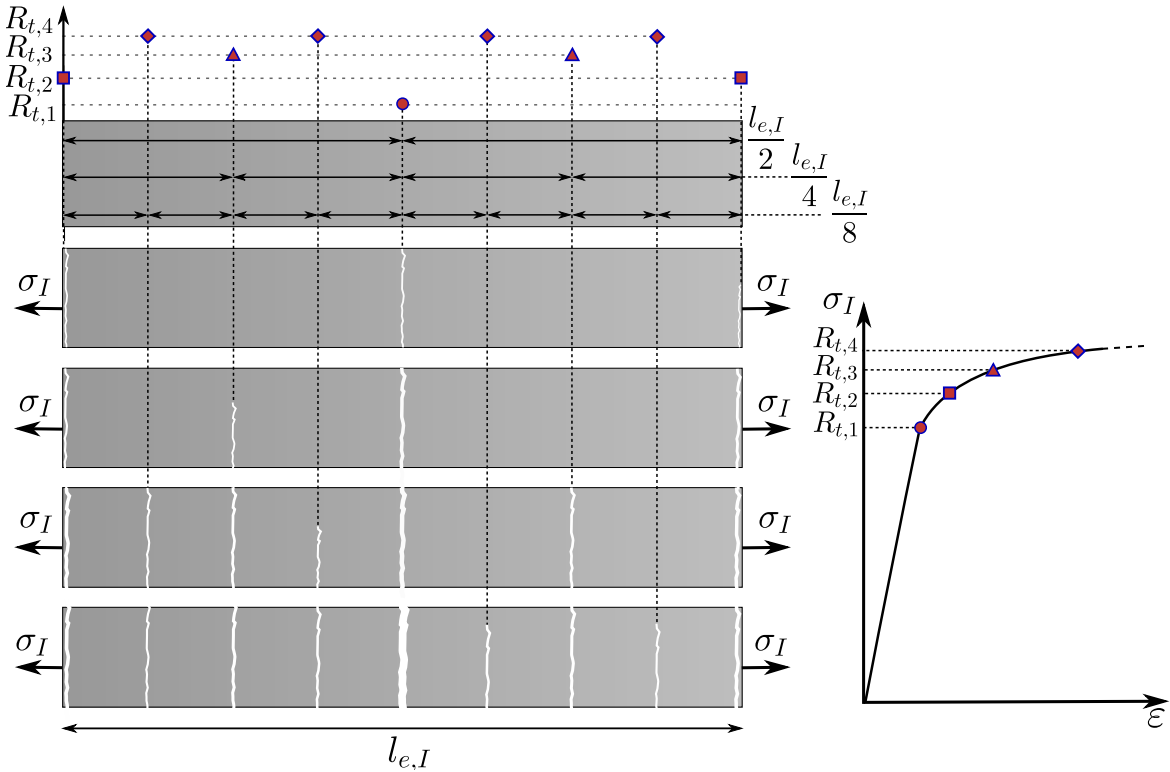 R_{t,4}
R_{t,3}
R_{t,2}
R_{t,1}
l_{e,I}/2
l_{e,I}/4
l_{e,I}/8
σ_I σ_I
σ_I σ_I
σ_I σ_I
σ_I σ_I
l_{e,I}
σ_I
R_{t,4}
R_{t,3}
R_{t,2}
R_{t,1}
ε